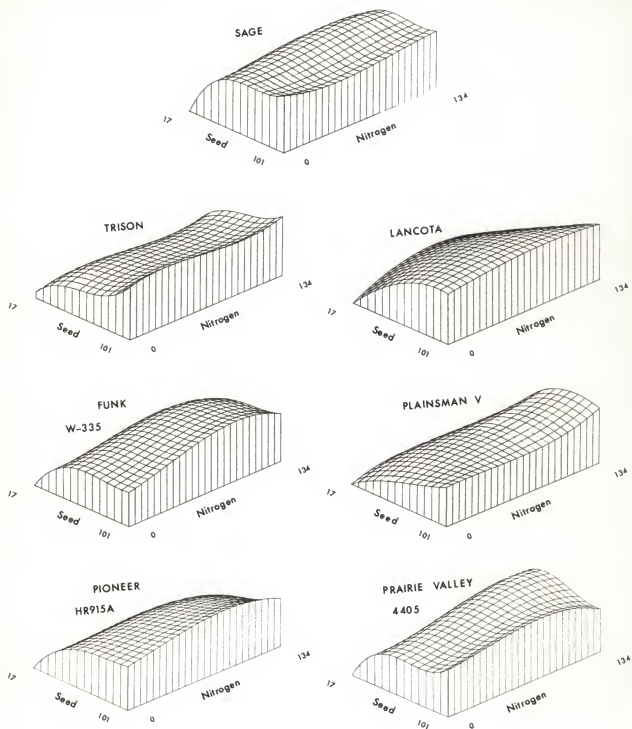 SAGE
17
Seed
101
0
Nitrogen
134
TRISON
17
Seed
101
0
Nitrogen
134
LANCOTA
17
Seed
101
0
Nitrogen
134
FUNK
W-335
17
Seed
101
0
Nitrogen
134
PLAINSMAN V
17
Seed
101
0
Nitrogen
134
PIONEER
HR915A
17
Seed
101
0
Nitrogen
134
PRAIRIE VALLEY
4405
17
Seed
101
0
Nitrogen
134